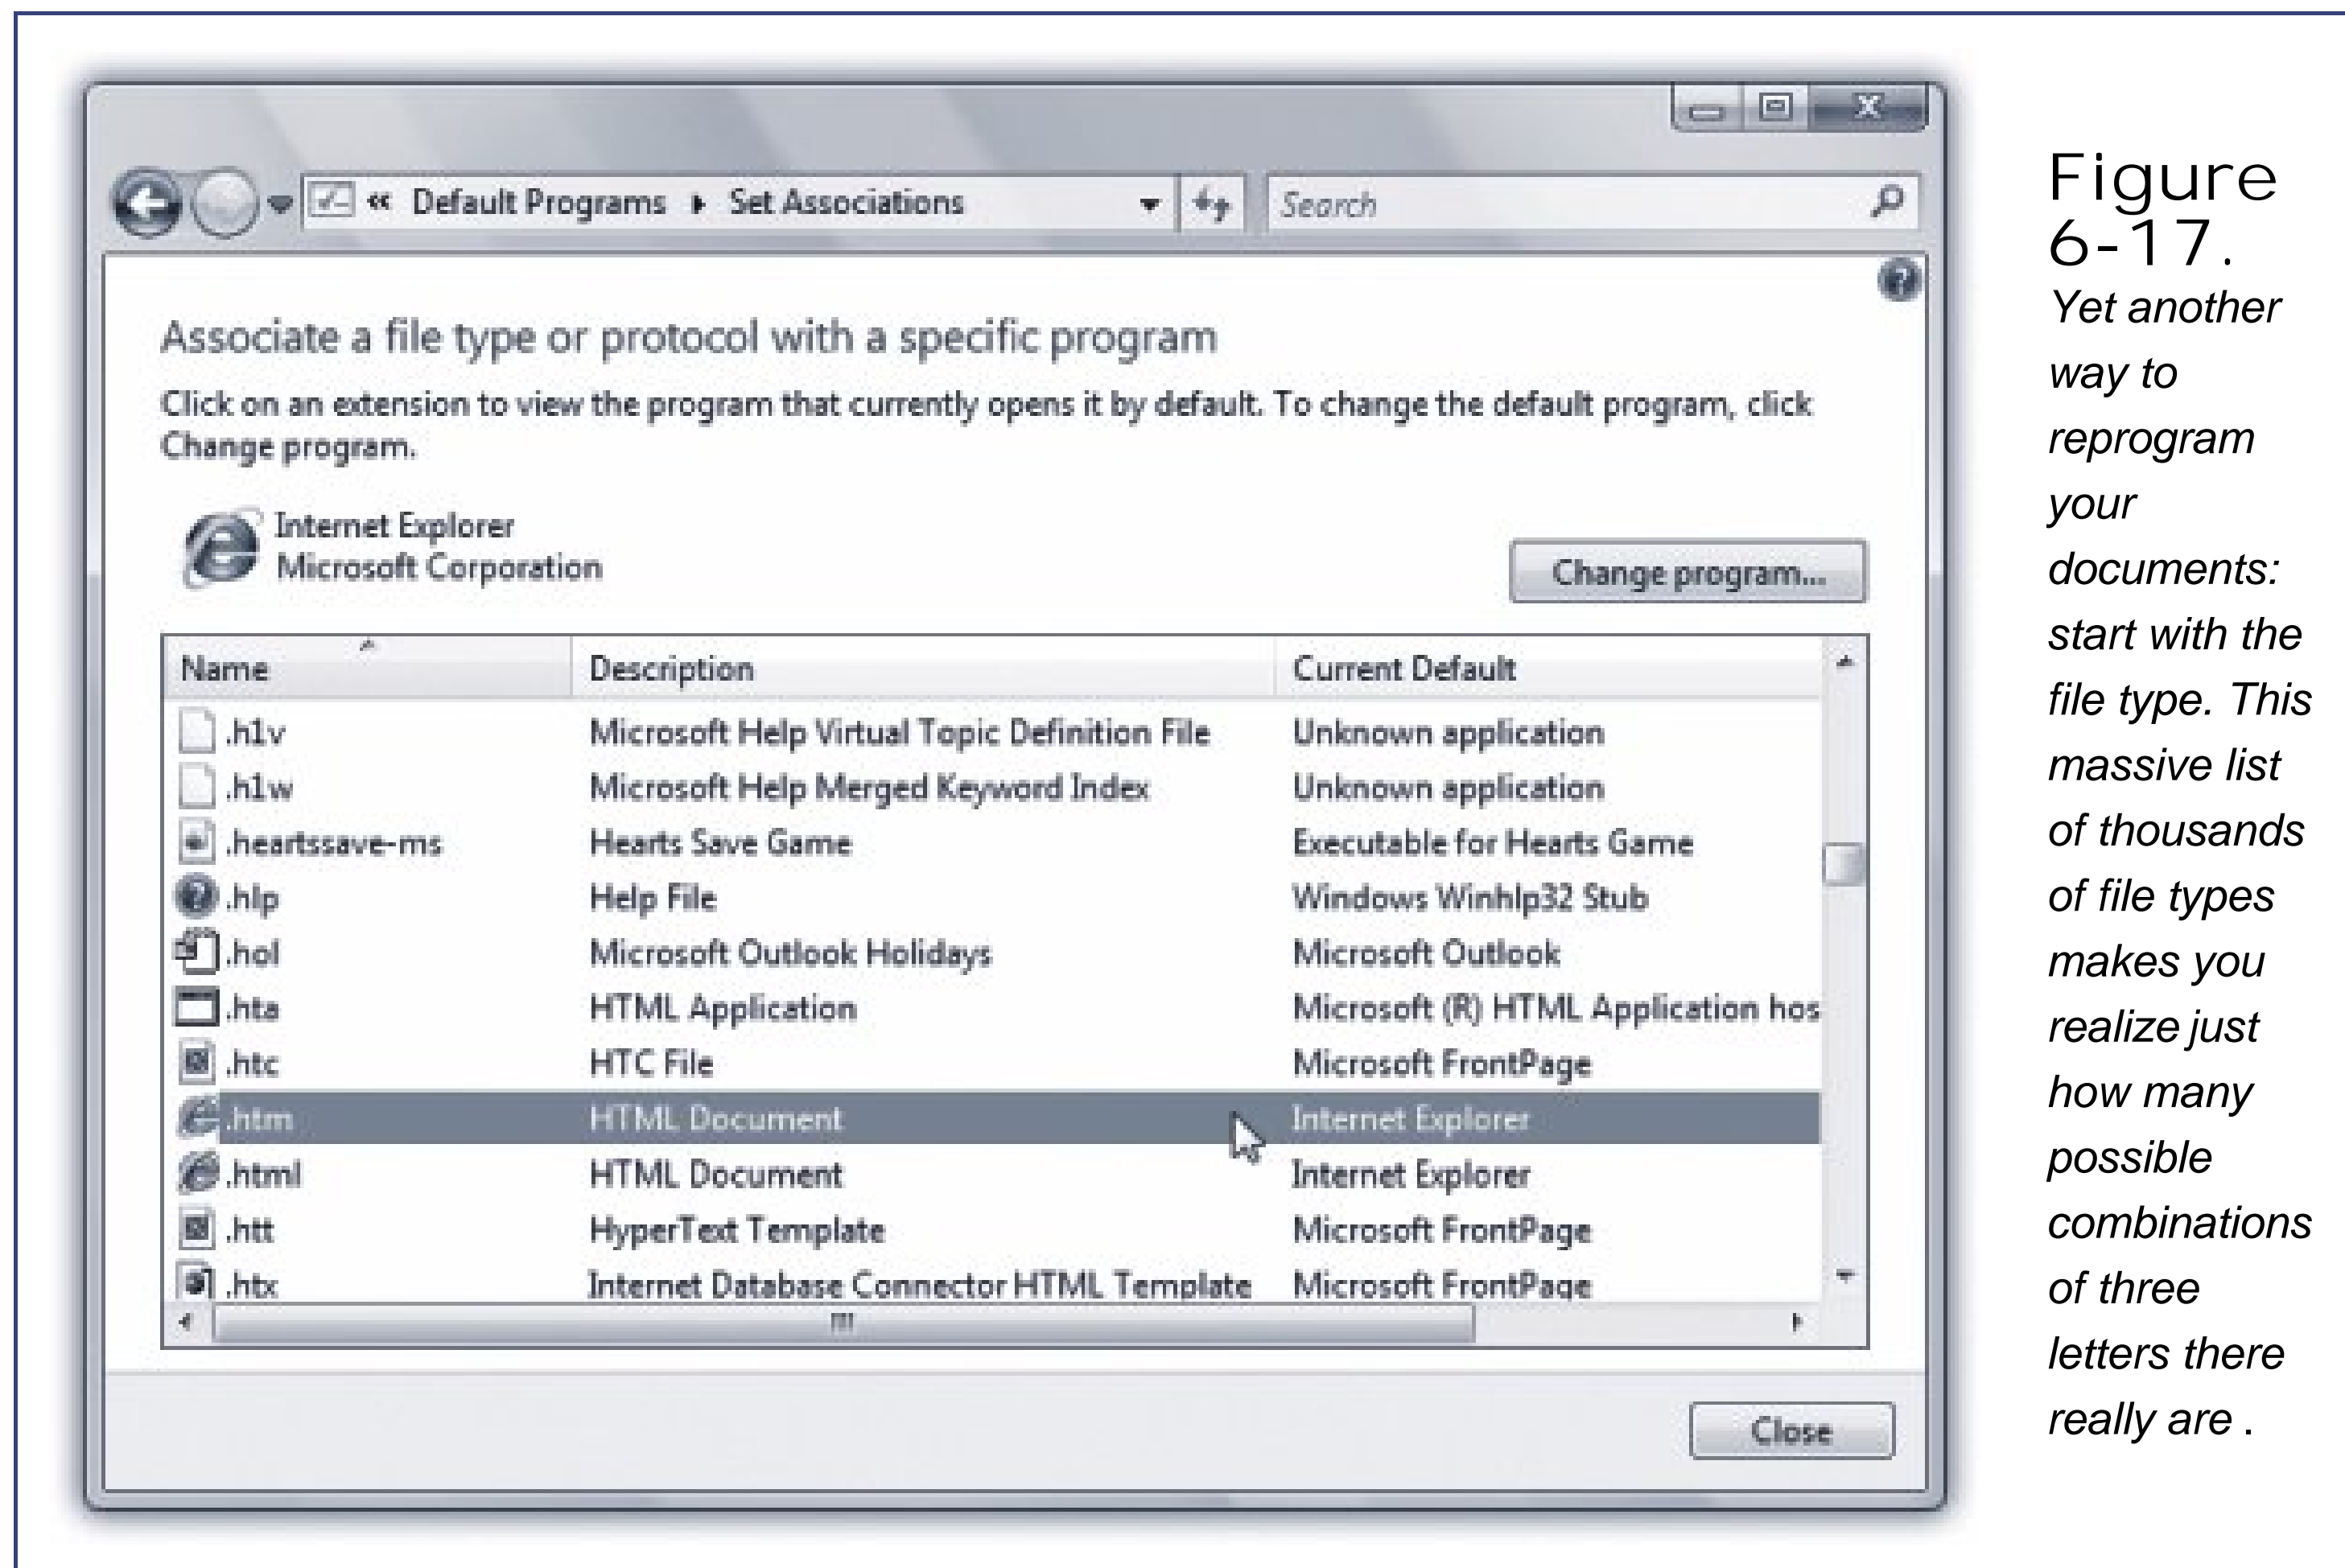 « Default Programs Set Associations Search
Associate a file type or protocol with a specific program
Click on an extension to view the program that currently opens it by default. To change the default program, click
Change program.
Internet Explorer
Microsoft Corporation
Change program...
Name Description Current Default
.h1v Microsoft Help Virtual Topic Definition File Unknown application
.h1w Microsoft Help Merged Keyword Index Unknown application
.heartssave-ms Hearts Save Game Executable for Hearts Game
.hlp Help File Windows Winhlp32 Stub
.hol Microsoft Outlook Holidays Microsoft Outlook
.hta HTML Application Microsoft (R) HTML Application hos
.htc HTC File Microsoft FrontPage
.htm HTML Document Internet Explorer
.html HTML Document Internet Explorer
.htt HyperText Template Microsoft FrontPage
.htx Internet Database Connector HTML Template Microsoft FrontPage
Close
Figure
6-17.
Yet another
way to
reprogram
your
documents:
start with the
file type. This
massive list
of thousands
of file types
makes you
realize just
how many
possible
combinations
of three
letters there
really are .